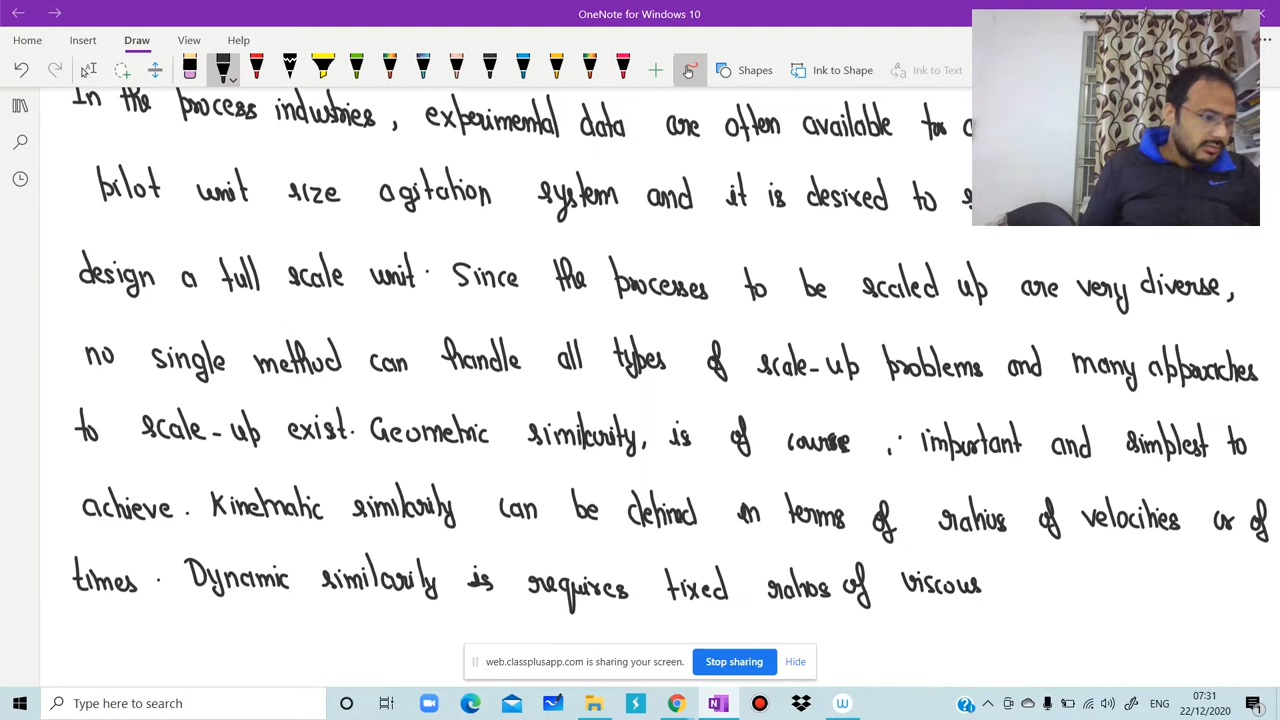 OneNote for Windows 10
Home Insert Draw View Help
Shapes Ink to Shape Ink to Text
In the process industries, experimental data are often available for
pilot unit size agitation system and it is desired to
design a full scale unit. Since the processes to be scaled up are very diverse,
no single method can handle all types of scale-up problems and many approaches
to scale-up exist. Geometric similarity, is of course, important and simplest to
achieve. Kinematic similarity can be defined in terms of ratios of velocities or of
times. Dynamic similarity is requires fixed ratios of viscous
web.classplusapp.com is sharing your screen. Stop sharing Hide
Type here to search
ENG 07:31
22/12/2020